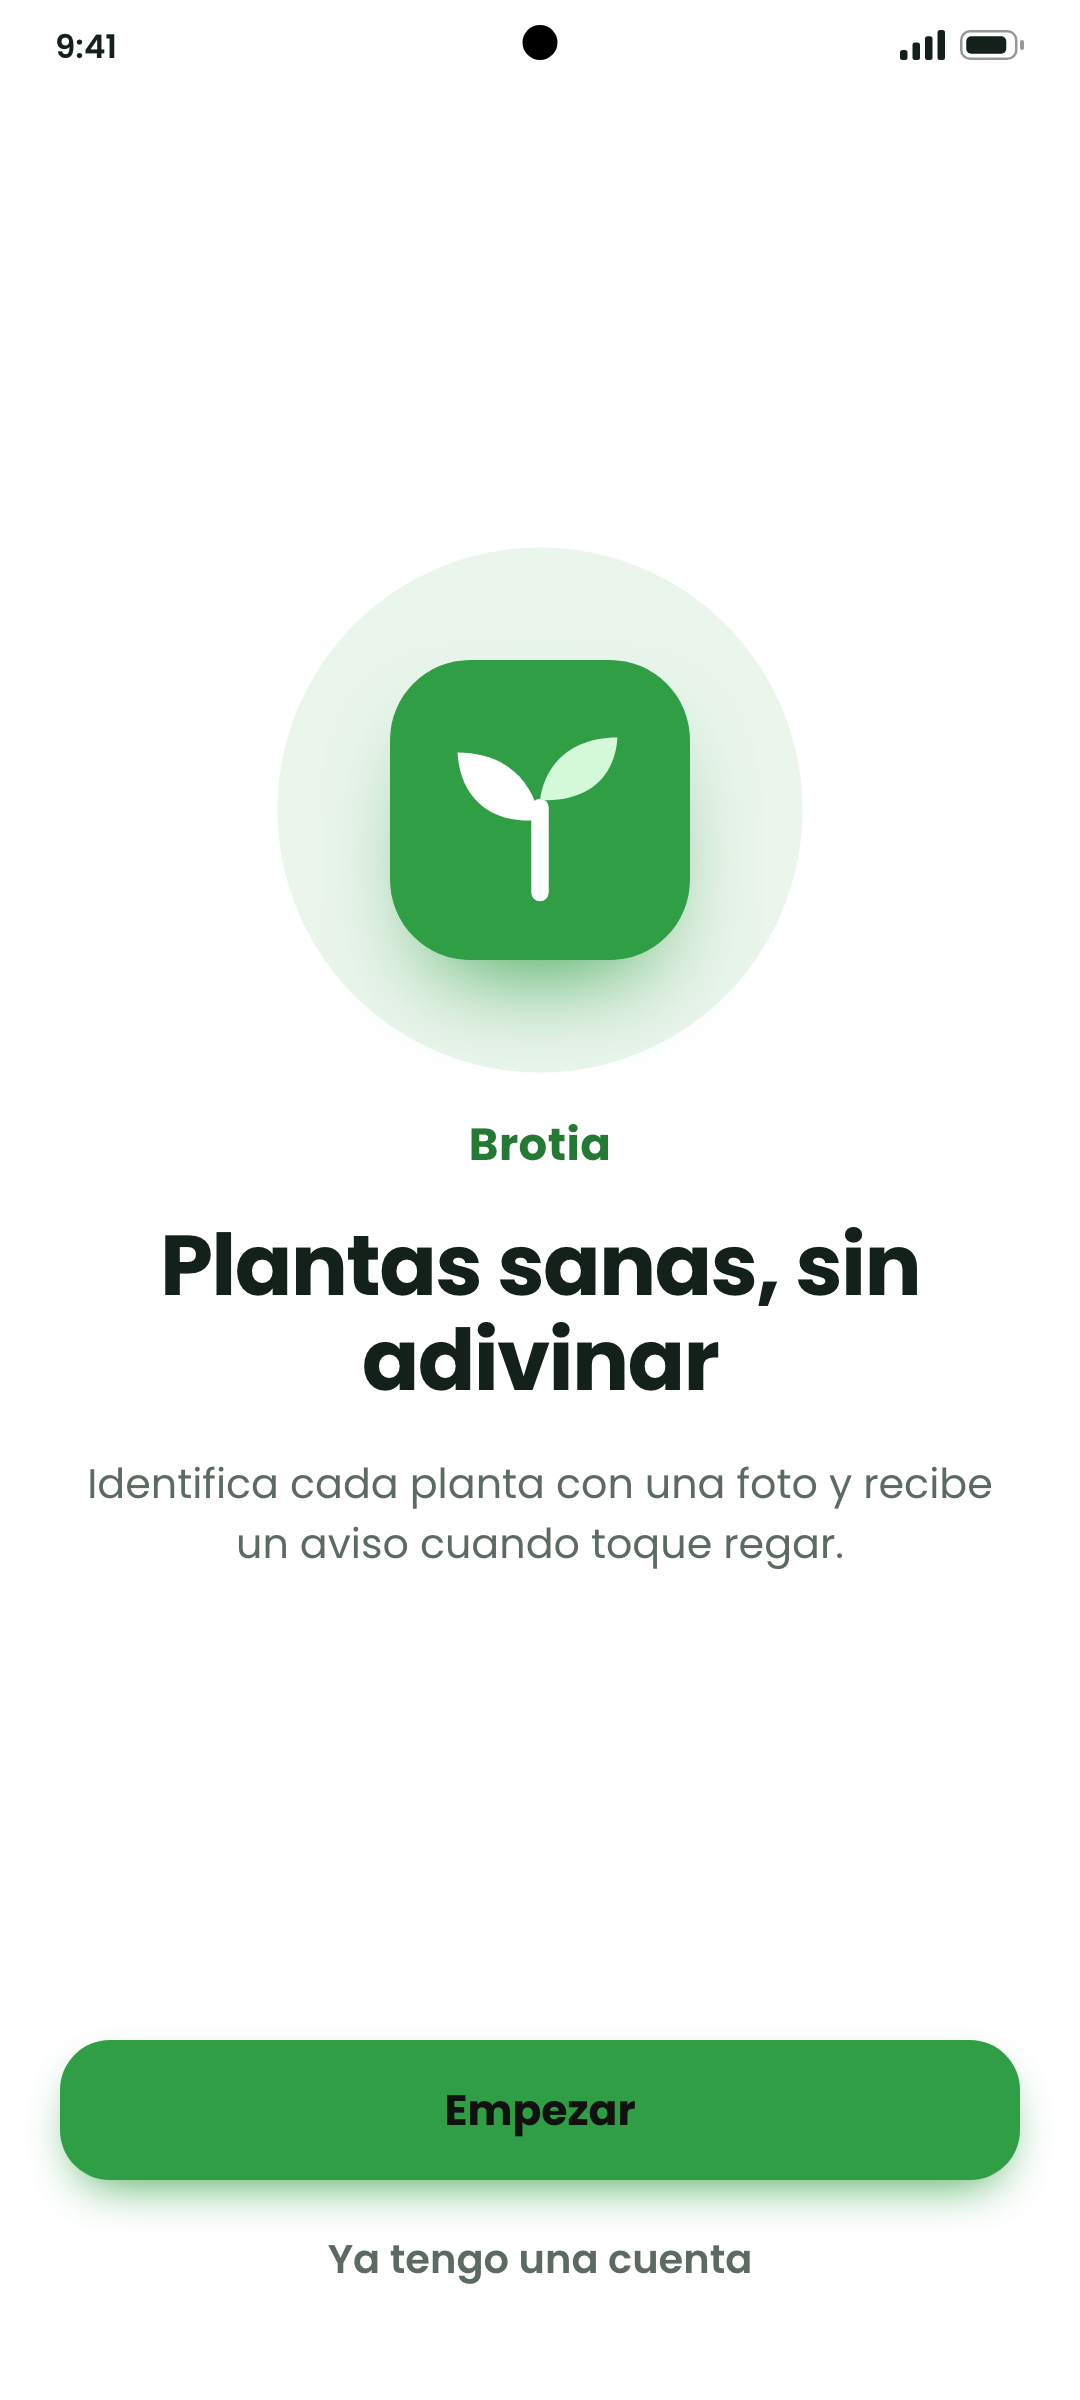 9:41
Brotia
Plantas sanas, sin
adivinar
Identifica cada planta con una foto y recibe
un aviso cuando toque regar.
Empezar
Ya tengo una cuenta